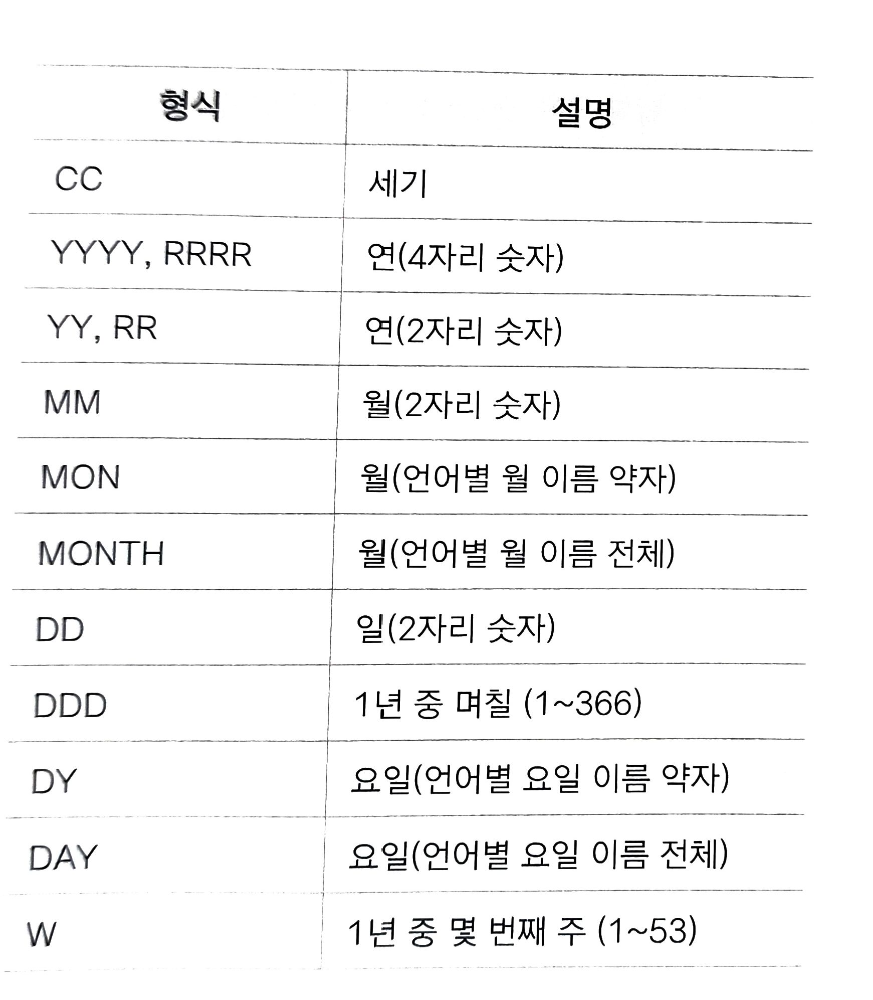 형식 설명
CC 세기
YYYY, RRRR 연(4자리 숫자)
YY, RR 연(2자리 숫자)
MM 월(2자리 숫자)
MON 월(언어별 월 이름 약자)
MONTH 월(언어별 월 이름 전체)
DD 일(2자리 숫자)
DDD 1년 중 며칠 (1~366)
DY 요일(언어별 요일 이름 약자)
DAY 요일(언어별 요일 이름 전체)
W 1년 중 몇 번째 주 (1~53)